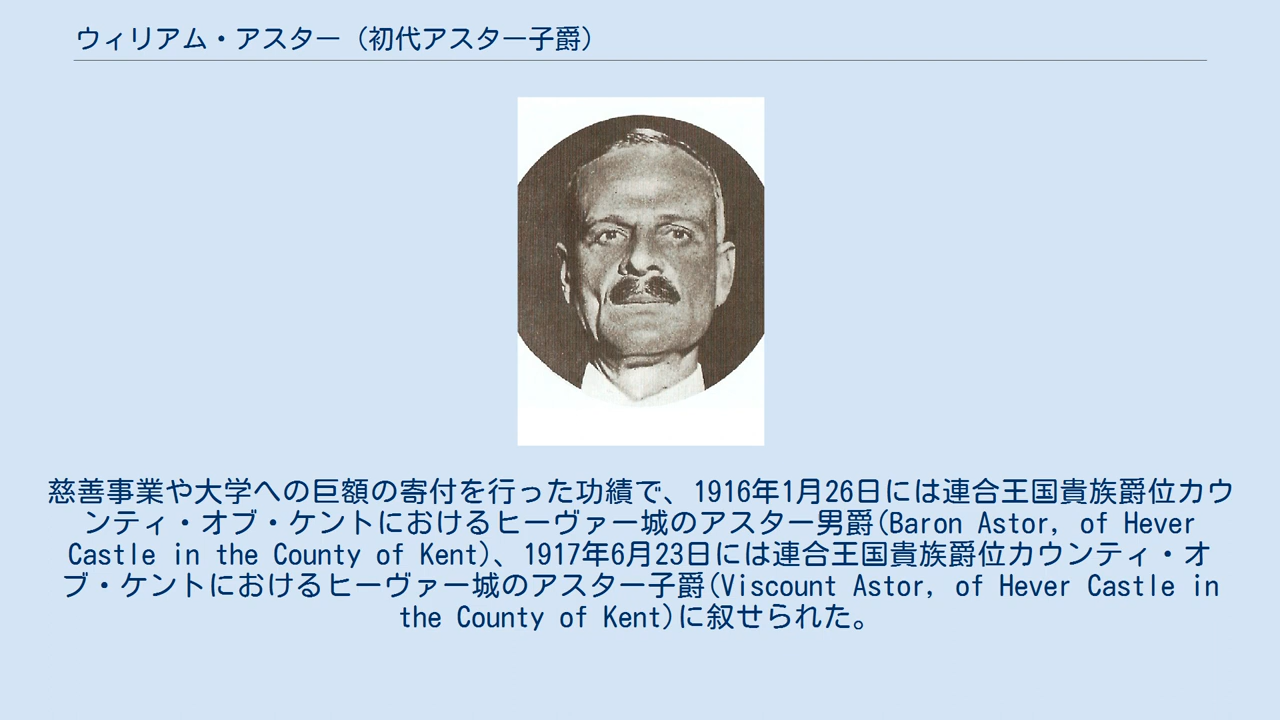 ウィリアム・アスター（初代アスター子爵）
慈善事業や大学への巨額の寄付を行った功績で、1916年1月26日には連合王国貴族爵位カウ
ンティ・オブ・ケントにおけるヒーヴァー城のアスター男爵(Baron Astor, of Hever
Castle in the County of Kent)、1917年6月23日には連合王国貴族爵位カウンティ・オ
ブ・ケントにおけるヒーヴァー城のアスター子爵(Viscount Astor, of Hever Castle in
the County of Kent)に叙せられた。